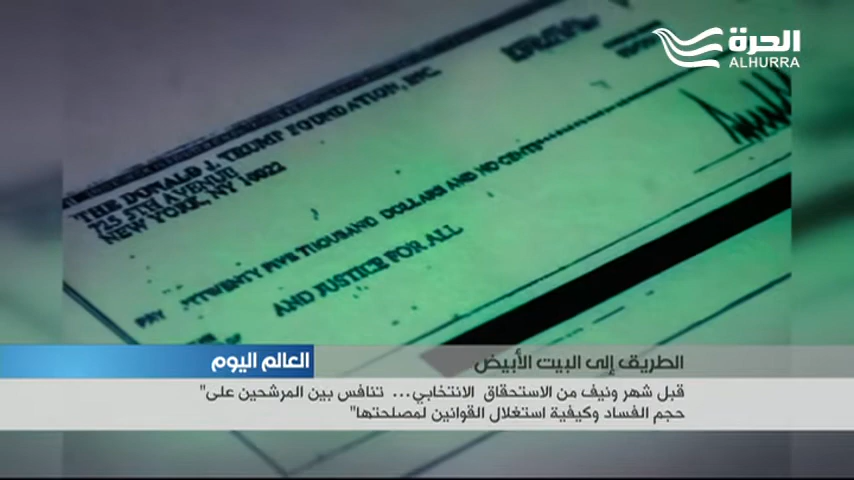 الحرة
ALHURRA
THE DONALD J. TRUMP FOUNDATION, INC.
725 5TH AVENUE
NEW YORK, NY 10022
PAY **TWENTY FIVE THOUSAND DOLLARS AND NO CENTS
AND JUSTICE FOR ALL
الطريق إلى البيت الأبيض
العالم اليوم
قبل شهر ونيف من الاستحقاق الانتخابي... تنافس بين المرشحين على"
حجم الفساد وكيفية استغلال القوانين لمصلحتها"